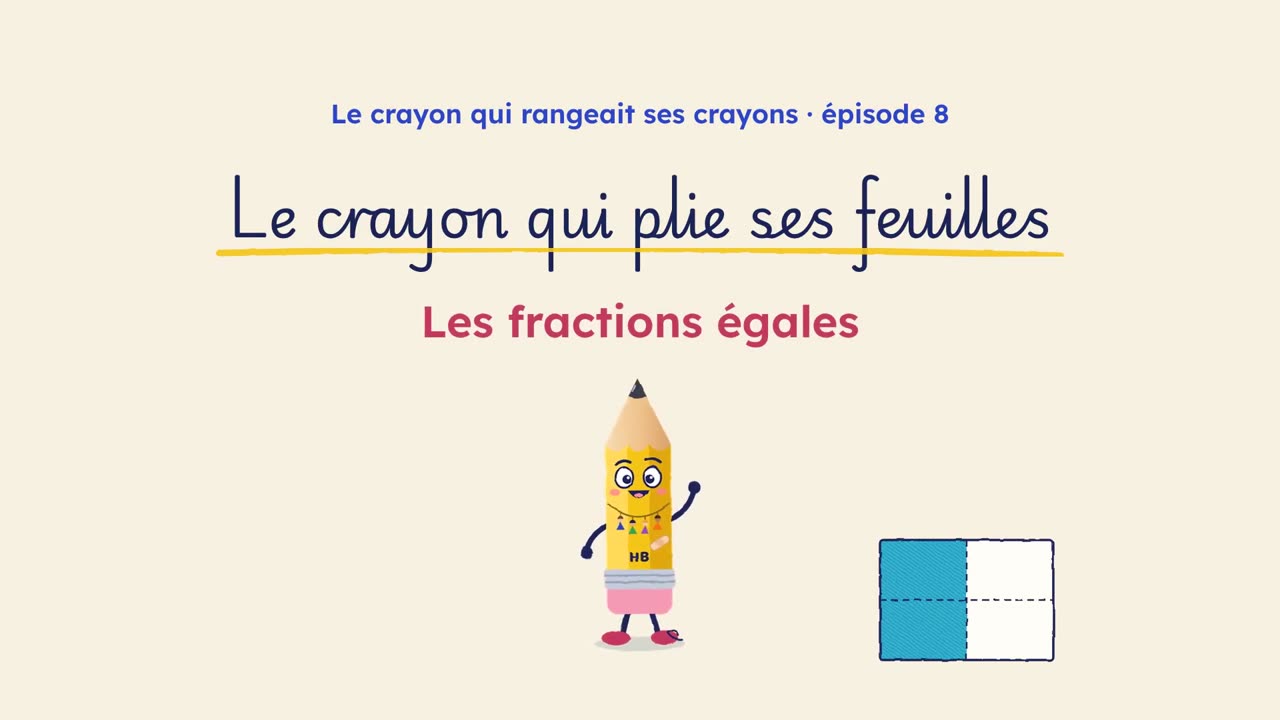 Le crayon qui rangeait ses crayons · épisode 8
Le crayon qui plie ses feuilles
Les fractions égales
HB